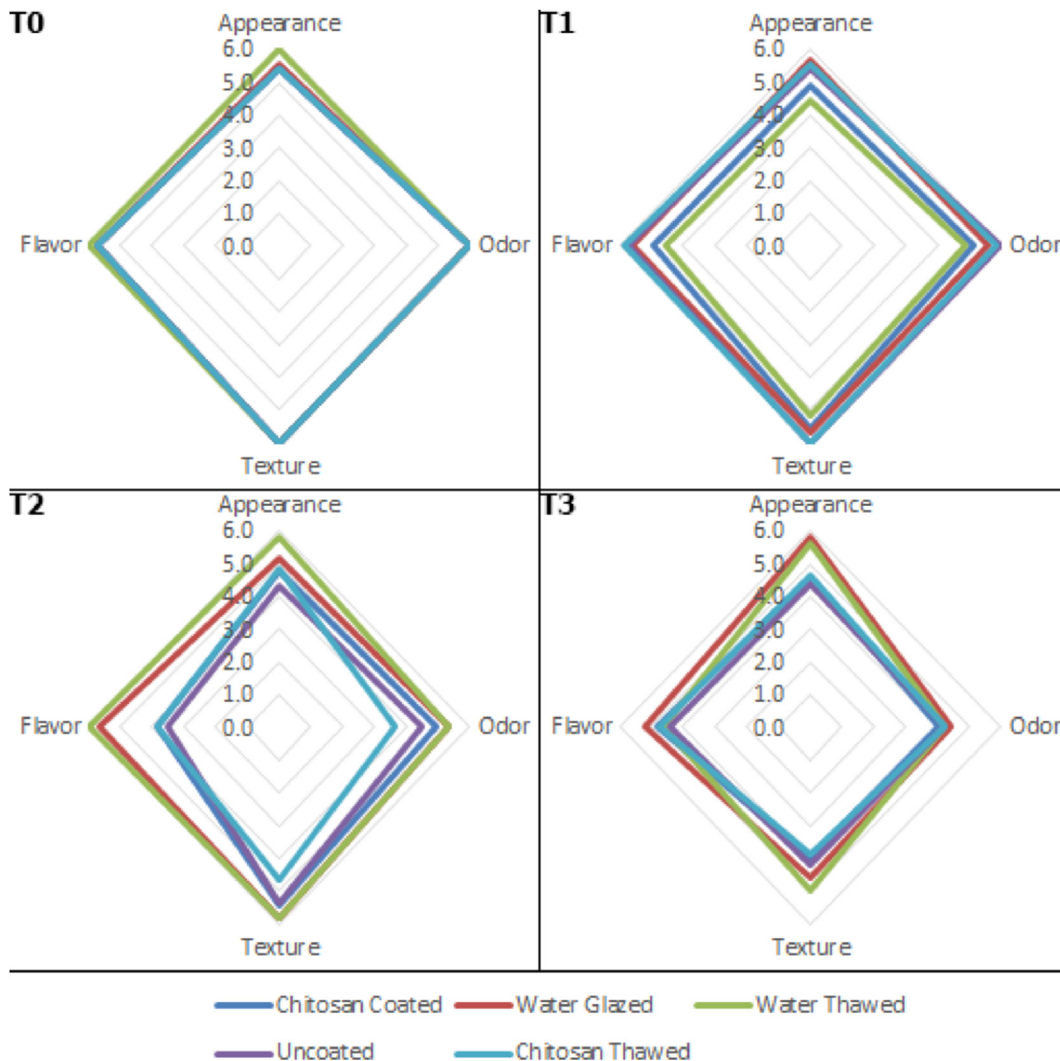 T0
Appearance
6.0
5.0
4.0
3.0
2.0
1.0
0.0
Flavor
Odor
Texture
T1
Appearance
6.0
5.0
4.0
3.0
2.0
1.0
0.0
Flavor
Odor
Texture
T2
Appearance
6.0
5.0
4.0
3.0
2.0
1.0
0.0
Flavor
Odor
Texture
T3
Appearance
6.0
5.0
4.0
3.0
2.0
1.0
0.0
Flavor
Odor
Texture
Chitosan Coated Water Glazed Water Thawed
Uncoated Chitosan Thawed